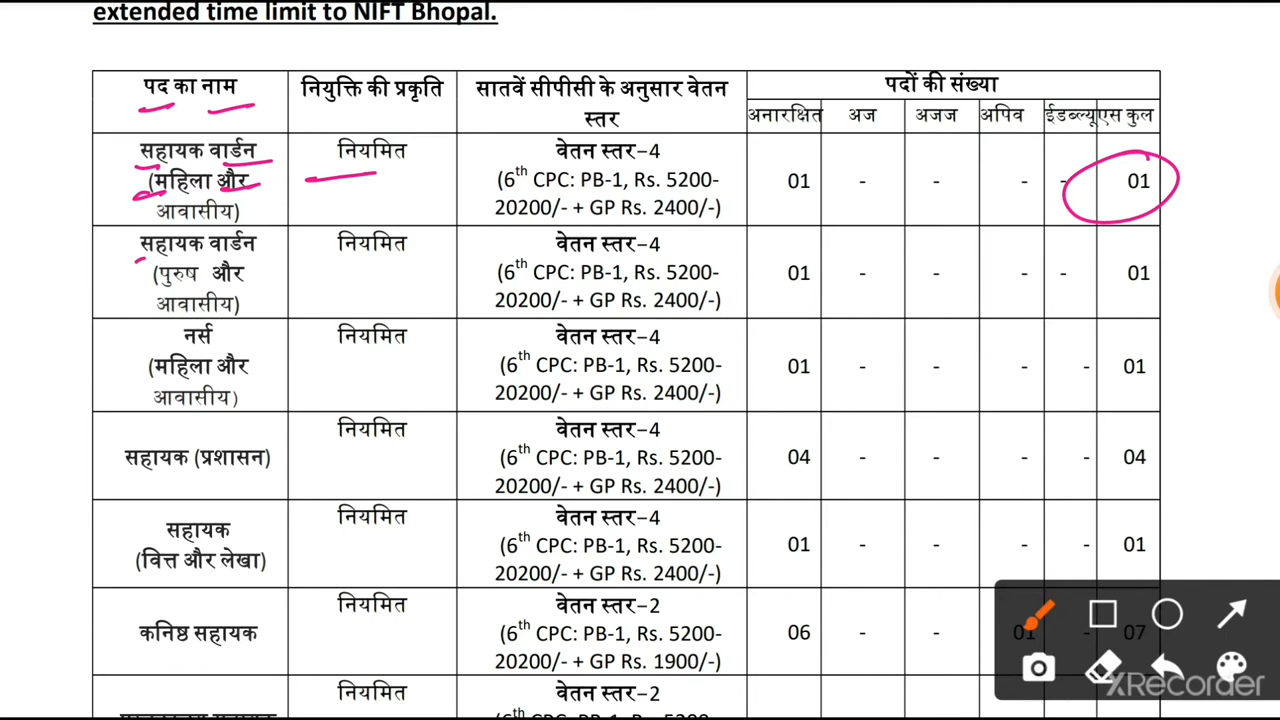 extended time limit to NIFT Bhopal.
पद का नाम नियुक्ति की प्रकृति सातवें सीपीसी के अनुसार वेतन स्तर पदों की संख्या
अनारक्षित अज अजज अपिव ईडब्ल्यूएस कुल
सहायक वार्डन नियमित वेतन स्तर–4
(महिला और (6th CPC: PB-1, Rs. 5200- 01 - - - - 01
आवासीय) 20200/- + GP Rs. 2400/-)
सहायक वार्डन नियमित वेतन स्तर–4
(पुरुष और (6th CPC: PB-1, Rs. 5200- 01 - - - - 01
आवासीय) 20200/- + GP Rs. 2400/-)
नर्स नियमित वेतन स्तर–4
(महिला और (6th CPC: PB-1, Rs. 5200- 01 - - - - 01
आवासीय) 20200/- + GP Rs. 2400/-)
नियमित वेतन स्तर–4
सहायक (प्रशासन) (6th CPC: PB-1, Rs. 5200- 04 - - - - 04
20200/- + GP Rs. 2400/-)
नियमित वेतन स्तर–4
सहायक (6th CPC: PB-1, Rs. 5200- 01 - - - - 01
(वित्त और लेखा) 20200/- + GP Rs. 2400/-)
नियमित वेतन स्तर–2
कनिष्ठ सहायक (6th CPC: PB-1, Rs. 5200- 06 - - 01 - 07
20200/- + GP Rs. 1900/-)
नियमित वेतन स्तर–2
XRecorder